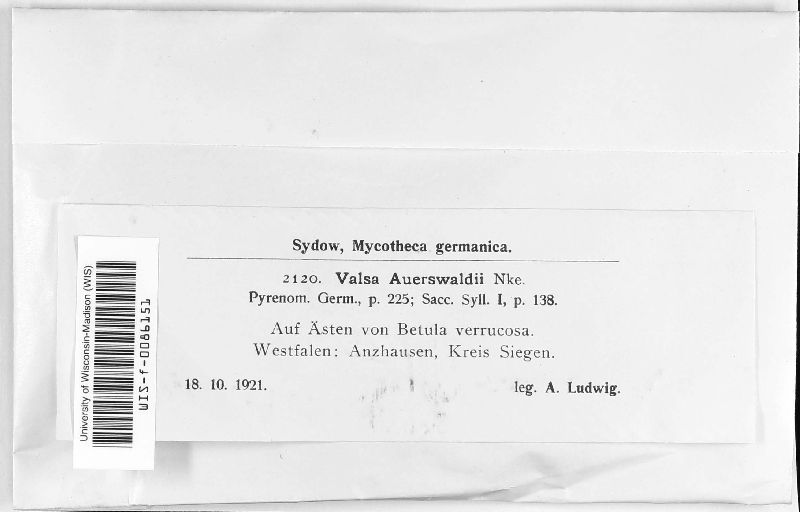 Sydow, Mycotheca germanica.
2120. Valsa Auerswaldii Nke.
Pyrenom. Germ., p. 225; Sacc. Syll. I, p. 138.
Auf Ästen von Betula verrucosa.
Westfalen: Anzhausen, Kreis Siegen.
18. 10. 1921. leg. A. Ludwig.
University of Wisconsin-Madison (WIS)
WIS-f-0086151